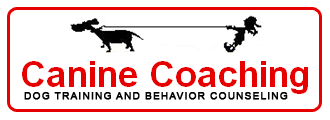 Canine Coaching
DOG TRAINING AND BEHAVIOR COUNSELING